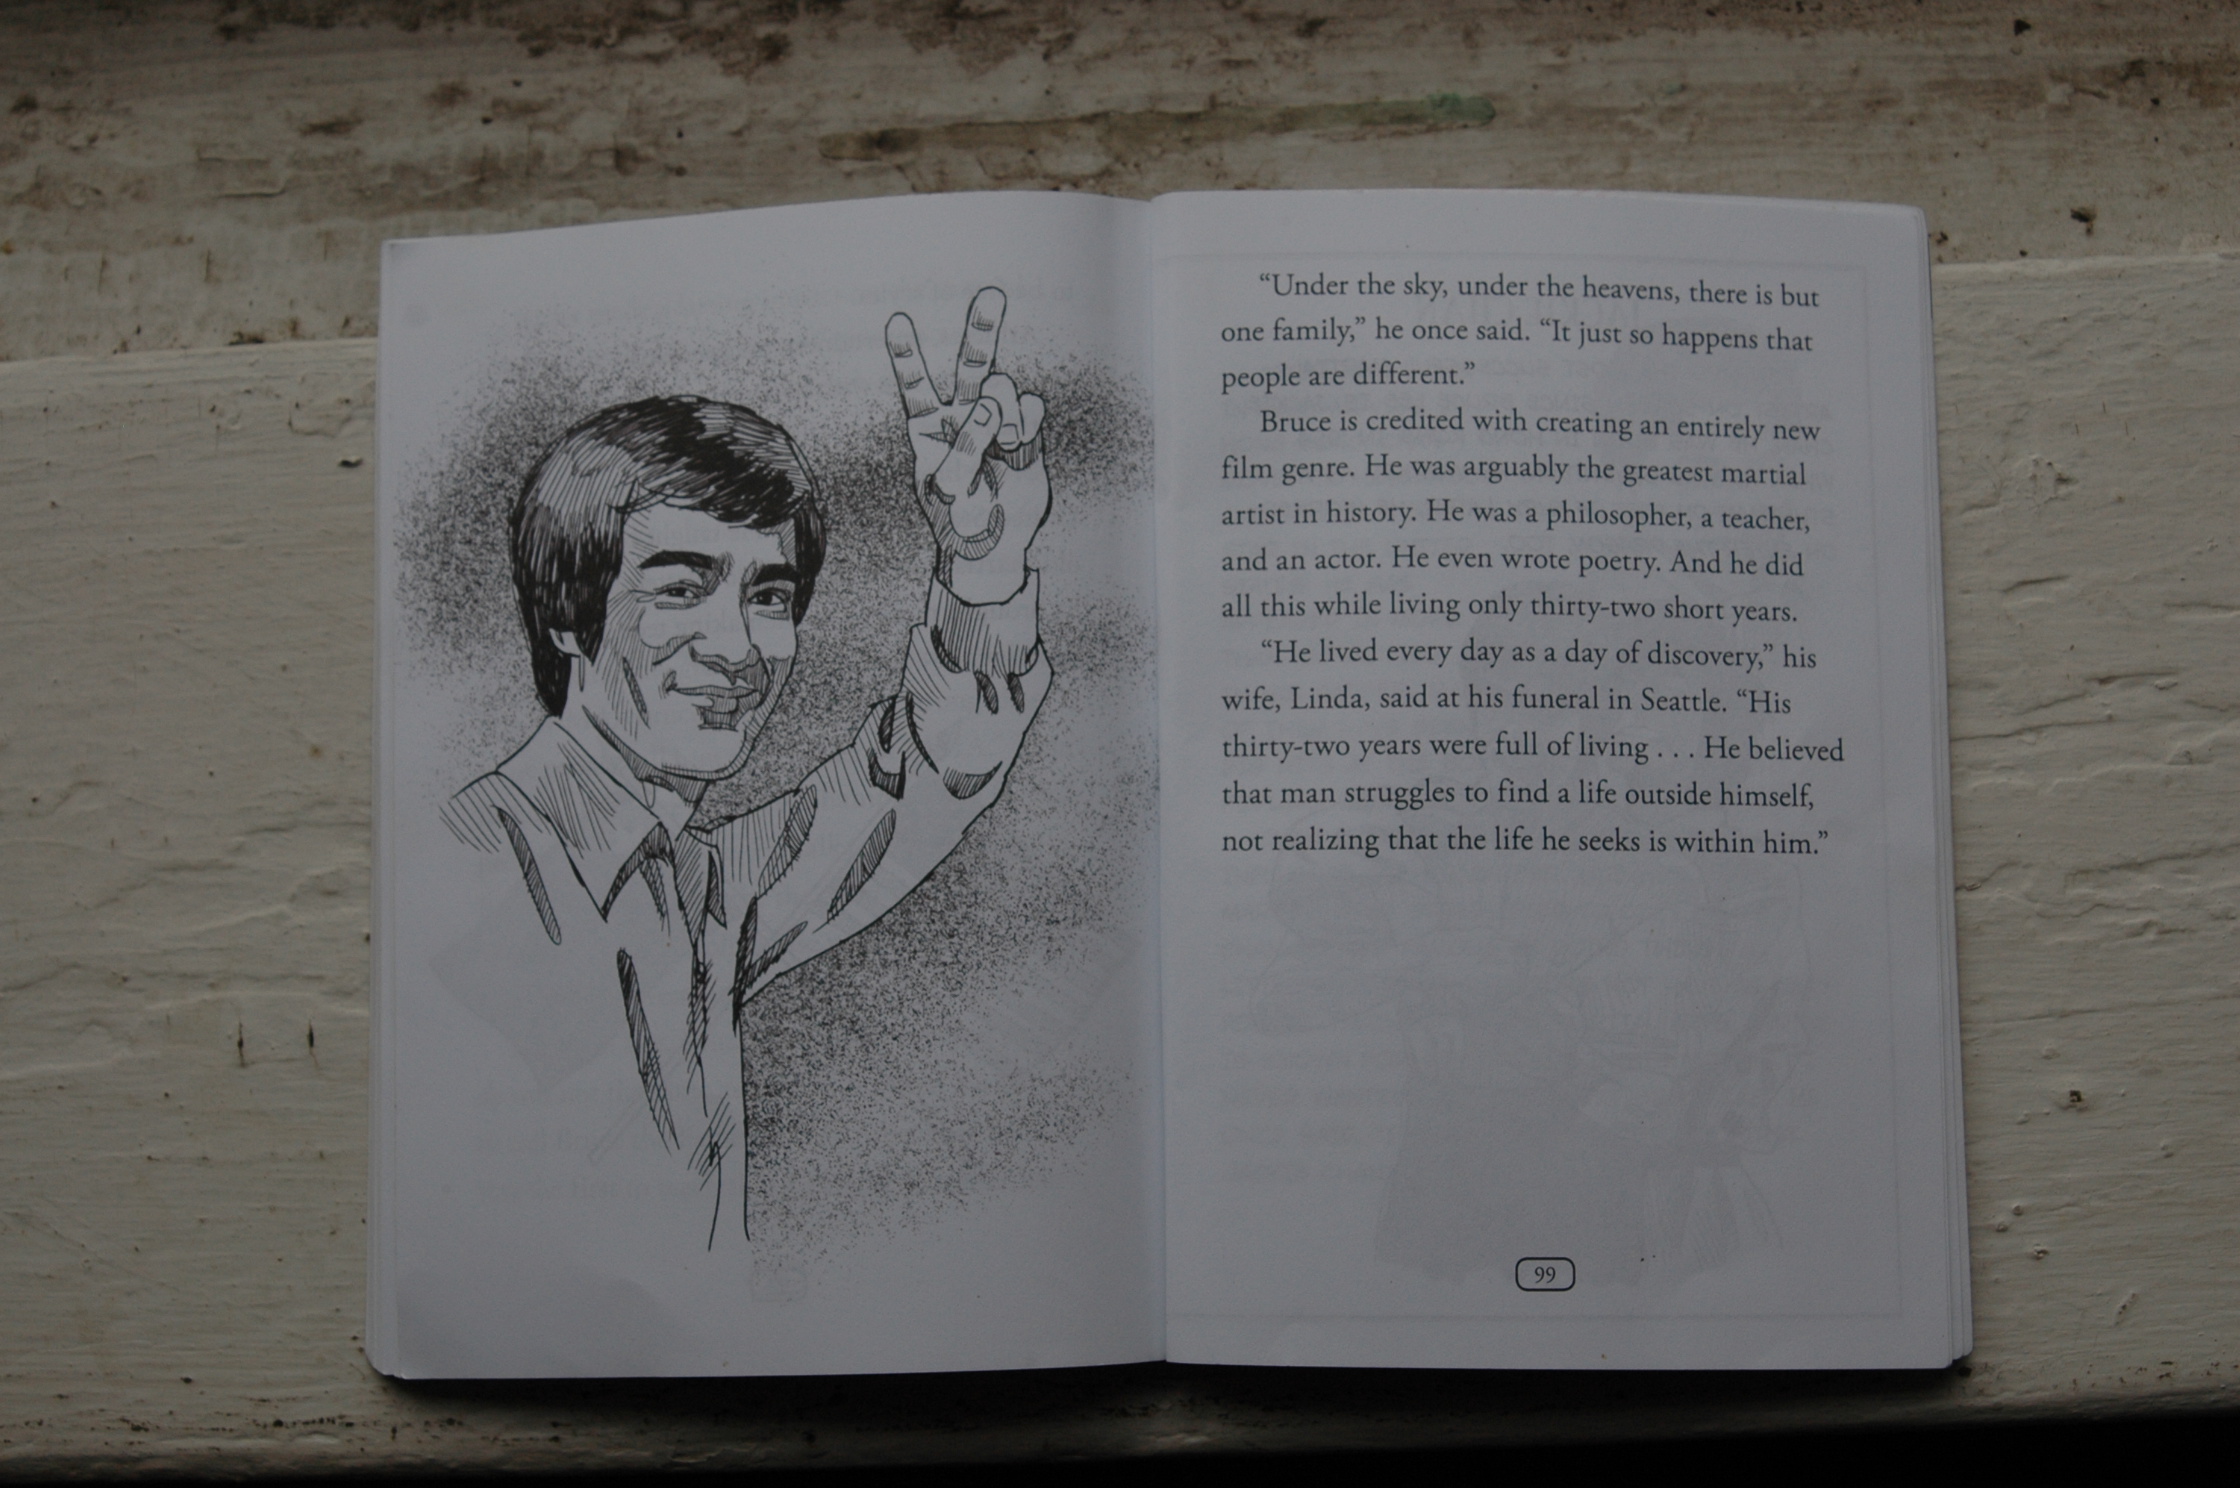 “Under the sky, under the heavens, there is but
one family,” he once said. “It just so happens that
people are different.”
Bruce is credited with creating an entirely new
film genre. He was arguably the greatest martial
artist in history. He was a philosopher, a teacher,
and an actor. He even wrote poetry. And he did
all this while living only thirty-two short years.
“He lived every day as a day of discovery,” his
wife, Linda, said at his funeral in Seattle. “His
thirty-two years were full of living . . . He believed
that man struggles to find a life outside himself,
not realizing that the life he seeks is within him.”
99